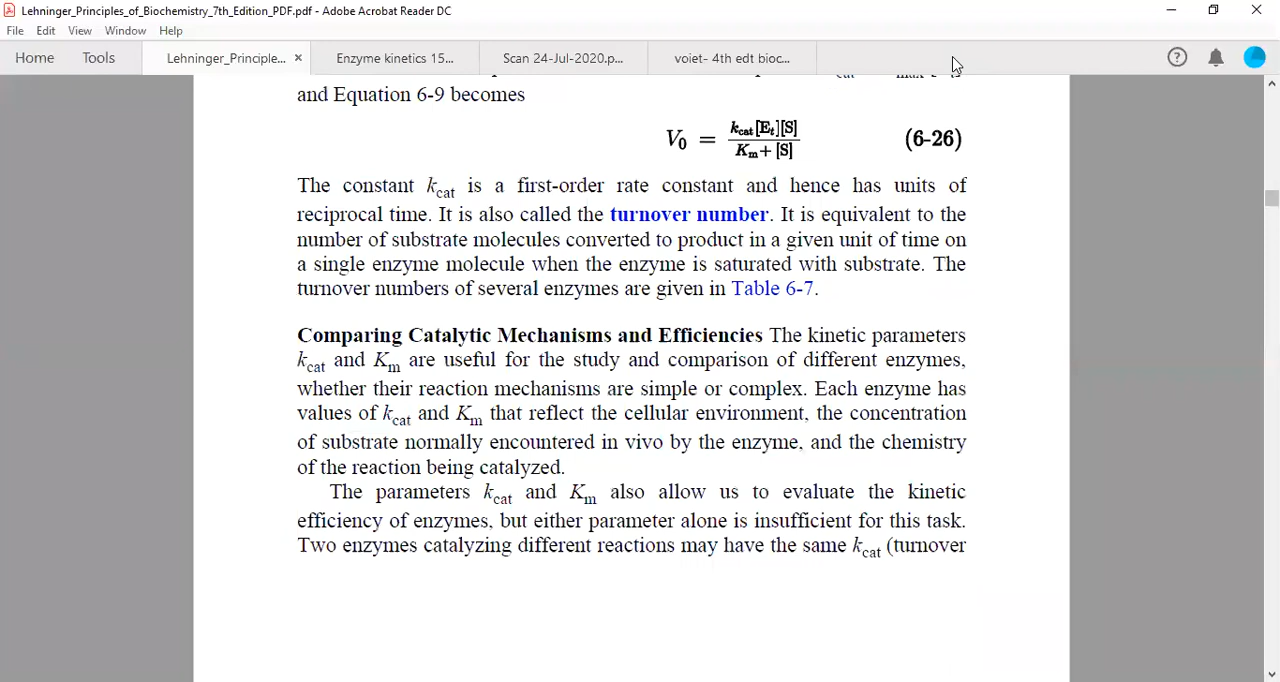 Lehninger_Principles_of_Biochemistry_7th_Edition_PDF.pdf - Adobe Acrobat Reader DC
File Edit View Window Help
Home Tools Lehninger_Principle... × Enzyme kinetics 15... Scan 24-Jul-2020.p... voiet- 4th edt bioc...
and Equation 6-9 becomes
V₀ = kcat[Eₜ][S] / Km + [S] (6-26)
The constant kcat is a first-order rate constant and hence has units of
reciprocal time. It is also called the turnover number. It is equivalent to the
number of substrate molecules converted to product in a given unit of time on
a single enzyme molecule when the enzyme is saturated with substrate. The
turnover numbers of several enzymes are given in Table 6-7.
Comparing Catalytic Mechanisms and Efficiencies The kinetic parameters
kcat and Km are useful for the study and comparison of different enzymes,
whether their reaction mechanisms are simple or complex. Each enzyme has
values of kcat and Km that reflect the cellular environment, the concentration
of substrate normally encountered in vivo by the enzyme, and the chemistry
of the reaction being catalyzed.
The parameters kcat and Km also allow us to evaluate the kinetic
efficiency of enzymes, but either parameter alone is insufficient for this task.
Two enzymes catalyzing different reactions may have the same kcat (turnover